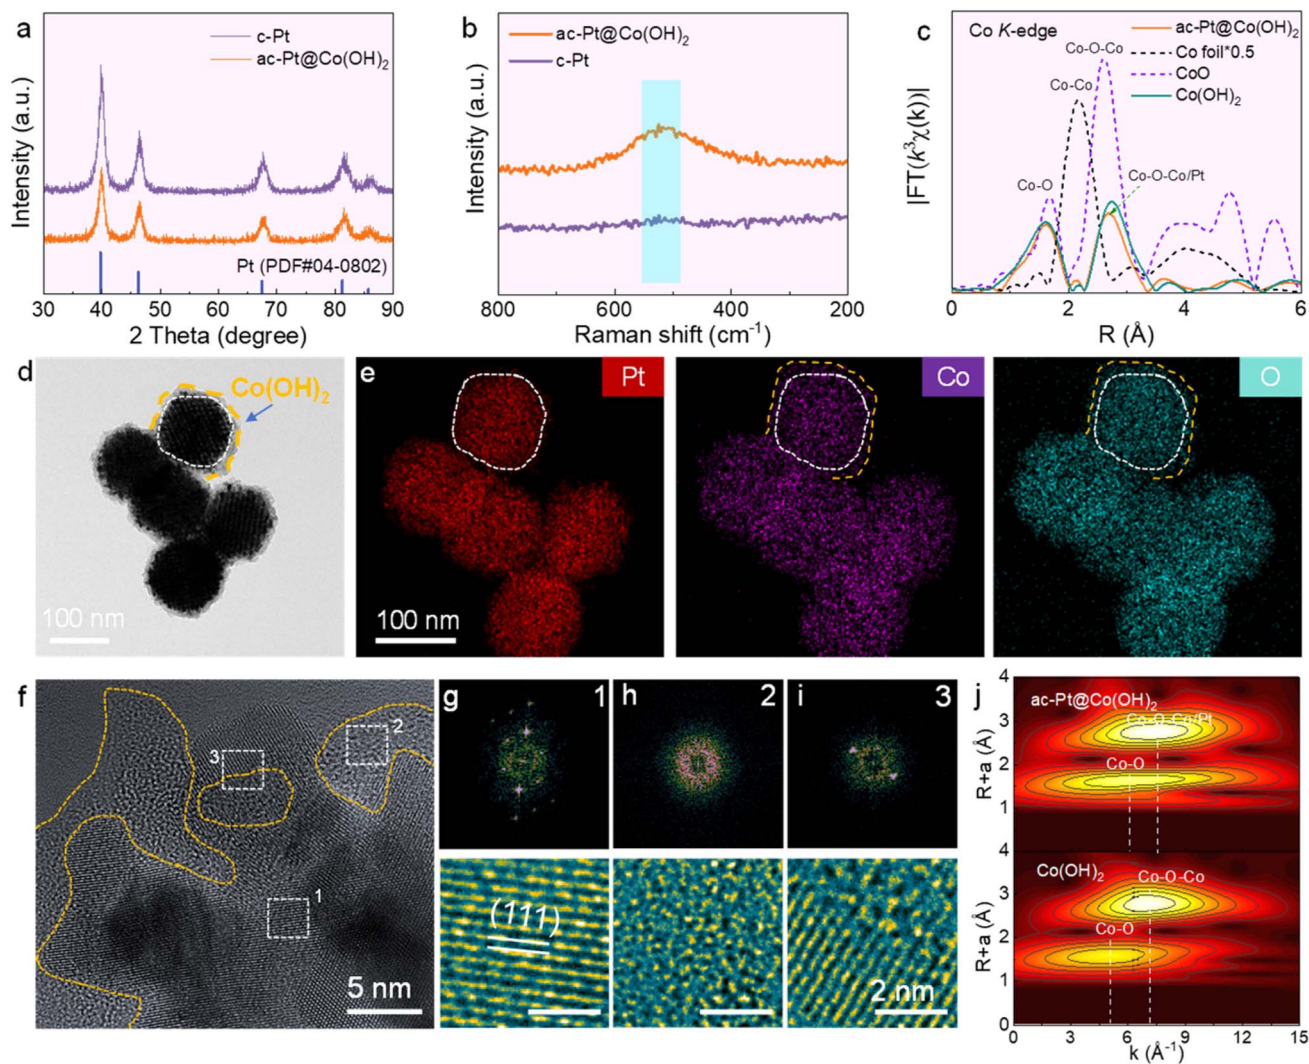 a
c-Pt
ac-Pt@Co(OH)₂
Pt (PDF#04-0802)
Intensity (a.u.)
30 40 50 60 70 80 90
2 Theta (degree)
b
ac-Pt@Co(OH)₂
c-Pt
Intensity (a.u.)
800 600 400 200
Raman shift (cm⁻¹)
c
Co K-edge
ac-Pt@Co(OH)₂
Co foil*0.5
CoO
Co(OH)₂
Co-O-Co
Co-Co
Co-O
Co-O-Co/Pt
|FT(k³χ(k))|
0 2 4 6
R (Å)
d
Co(OH)₂
100 nm
e
Pt
100 nm
Co
O
f
3
2
1
5 nm
g
1
(111)
h
2
i
3
2 nm
j
4
ac-Pt@Co(OH)₂
Co-O-Co/Pt
3
R+a (Å)
2
Co-O
1
4
Co(OH)₂
Co-O-Co
3
R+a (Å)
Co-O
2
1
0
0 3 6 9 12 15
k (Å⁻¹)